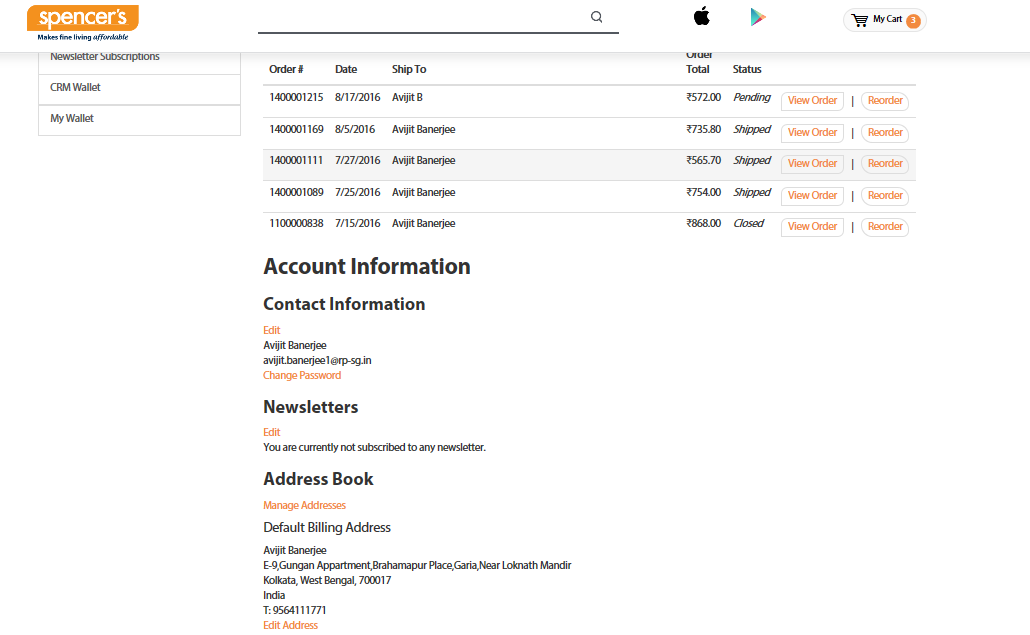 spencer's
Makes fine living affordable
My Cart 3
Newsletter Subscriptions
CRM Wallet
My Wallet
Order # Date Ship To Order Total Status
1400001215 8/17/2016 Avijit B ₹572.00 Pending View Order | Reorder
1400001169 8/5/2016 Avijit Banerjee ₹735.80 Shipped View Order | Reorder
1400001111 7/27/2016 Avijit Banerjee ₹565.70 Shipped View Order | Reorder
1400001089 7/25/2016 Avijit Banerjee ₹754.00 Shipped View Order | Reorder
1100000838 7/15/2016 Avijit Banerjee ₹868.00 Closed View Order | Reorder
Account Information
Contact Information
Edit
Avijit Banerjee
avijit.banerjee1@rp-sg.in
Change Password
Newsletters
Edit
You are currently not subscribed to any newsletter.
Address Book
Manage Addresses
Default Billing Address
Avijit Banerjee
E-9,Gungan Appartment,Brahamapur Place,Garia,Near Loknath Mandir
Kolkata, West Bengal, 700017
India
T: 9564111771
Edit Address